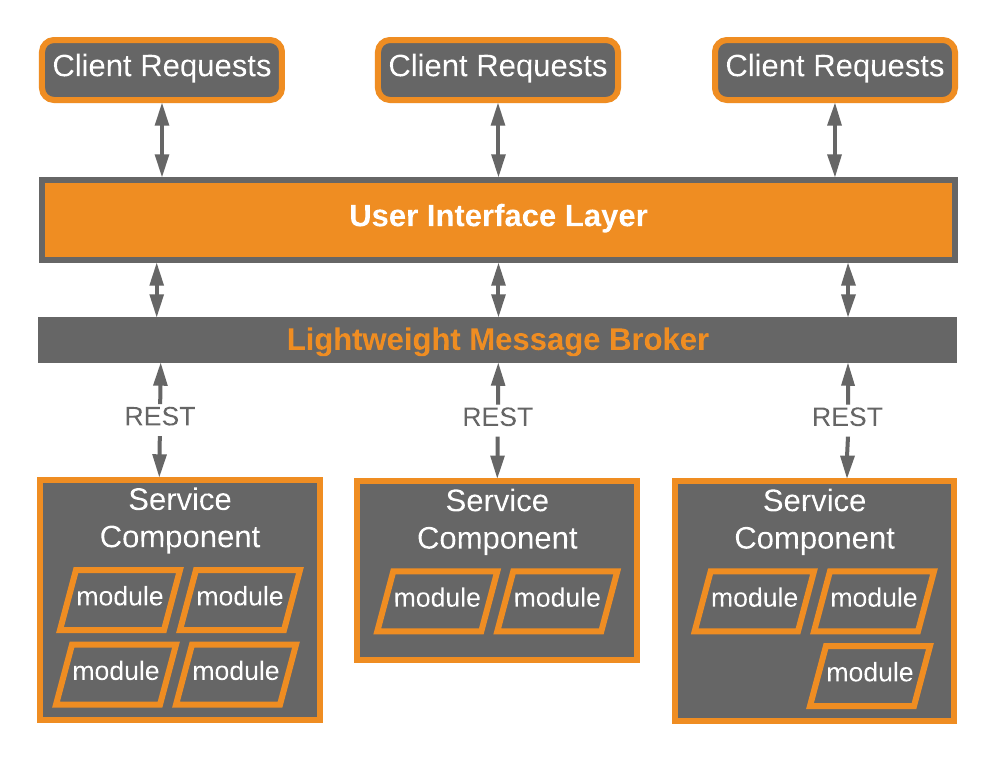 Client Requests
Client Requests
Client Requests
User Interface Layer
Lightweight Message Broker
REST
REST
REST
Service
Component
module
module
module
module
Service
Component
module
module
Service
Component
module
module
module